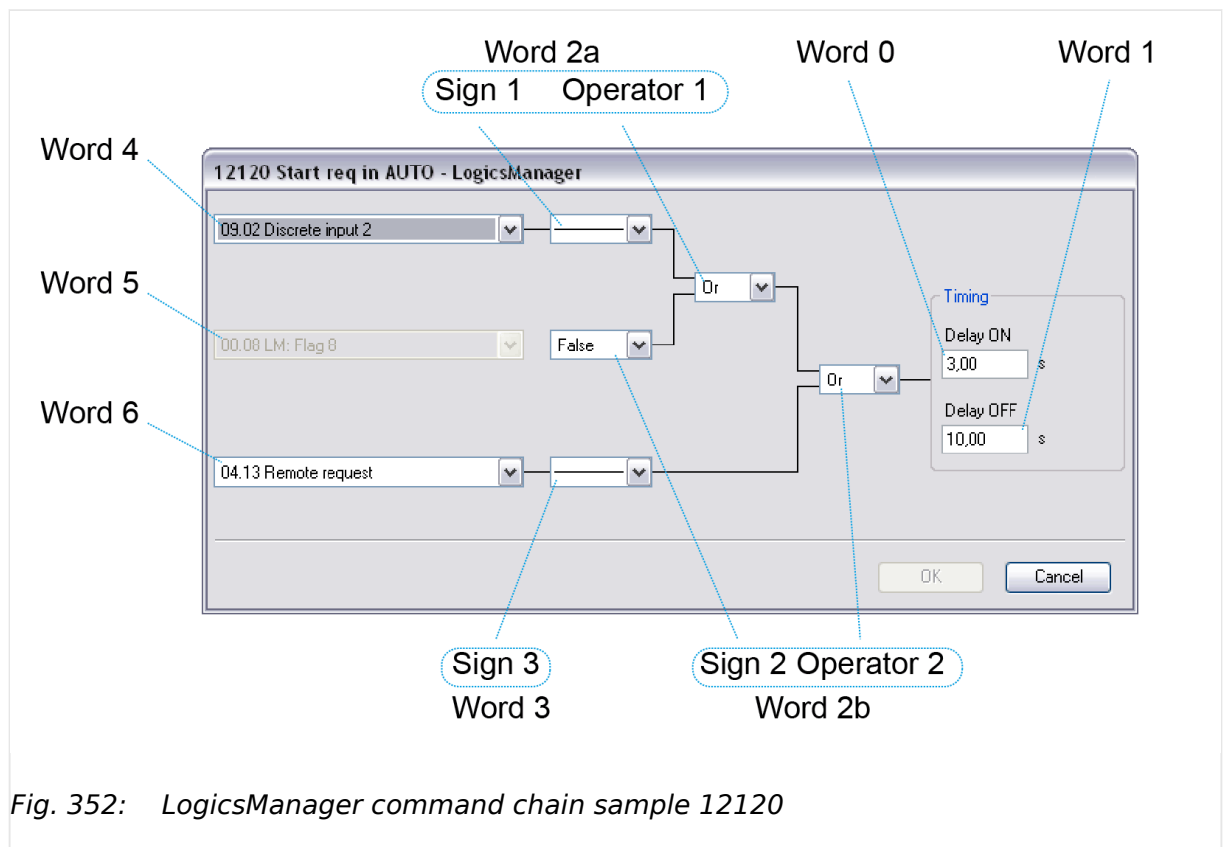 Word 2a
Word 0
Word 1
Sign 1 Operator 1
Word 4
12120 Start req in AUTO - LogicsManager
09.02 Discrete input 2
Word 5
Or
Timing
00.08 LM: Flag 8
False
Delay ON
3,00 s
Or
Word 6
Delay OFF
10,00 s
04.13 Remote request
OK
Cancel
Sign 3
Sign 2 Operator 2
Word 3
Word 2b
Fig. 352: LogicsManager command chain sample 12120